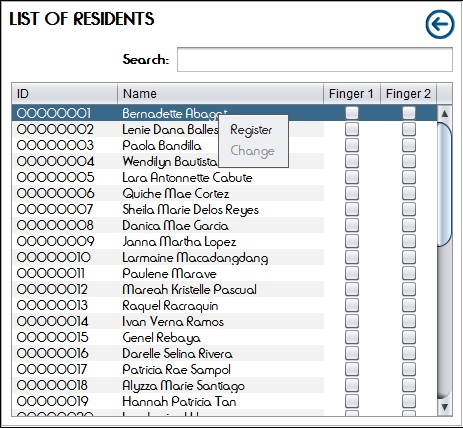 LIST OF RESIDENTS
Search:
ID Name Finger 1 Finger 2
00000001 Bernadette Abagat
Register
00000002 Lenie Dana
00000003 Paola Bandilla
Change
00000004 Wendilyn Bautista
00000005 Lara Antonnette Cabute
00000006 Quiche Mae Cortez
00000007 Sheila Marie Delos Reyes
00000008 Danica Mae Garcia
00000009 Janna Martha Lopez
00000010 Larmaine Macadangdang
00000011 Paulene Marave
00000012 Mareah Kristelle Pascual
00000013 Raquel Racraquin
00000014 Ivan Verna Ramos
00000015 Genel Rebaya
00000016 Darelle Selina Rivera
00000017 Patricia Rae Sampol
00000018 Alyzza Marie Santiago
00000019 Hannah Patricia Tan
00000020